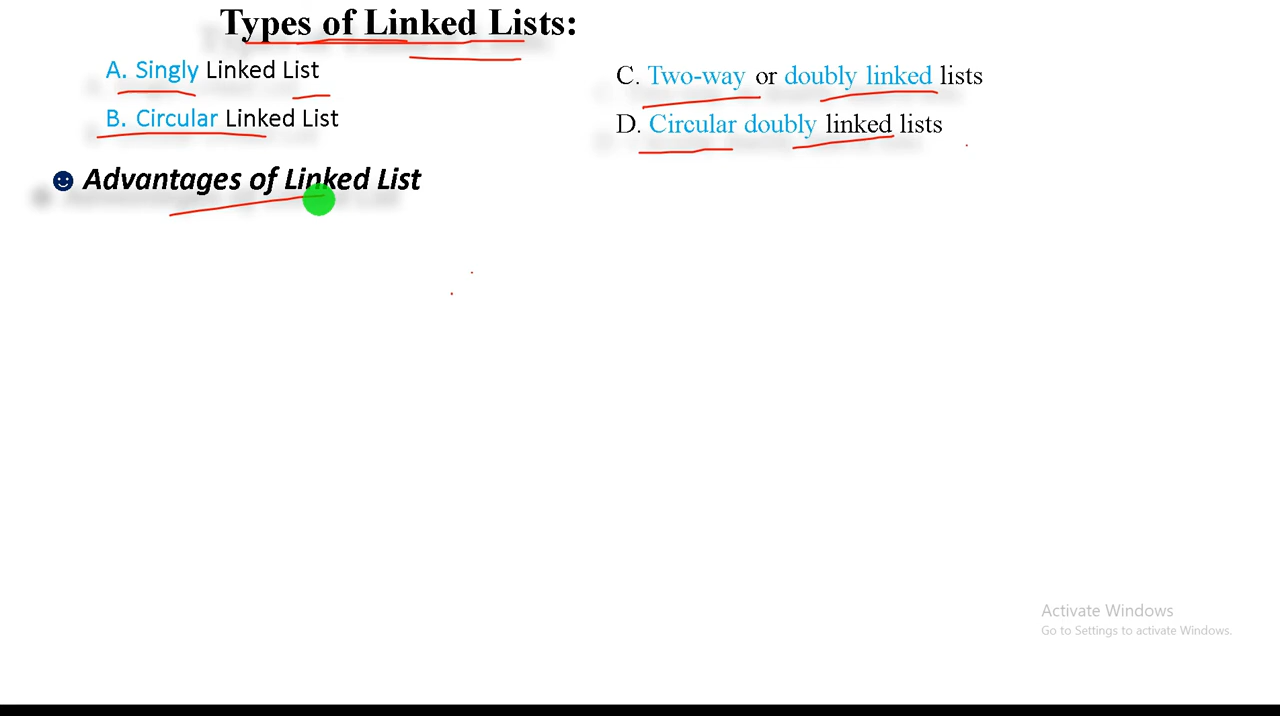 Types of Linked Lists:
A. Singly Linked List
B. Circular Linked List
C. Two-way or doubly linked lists
D. Circular doubly linked lists
☻ Advantages of Linked List
Activate Windows
Go to Settings to activate Windows.